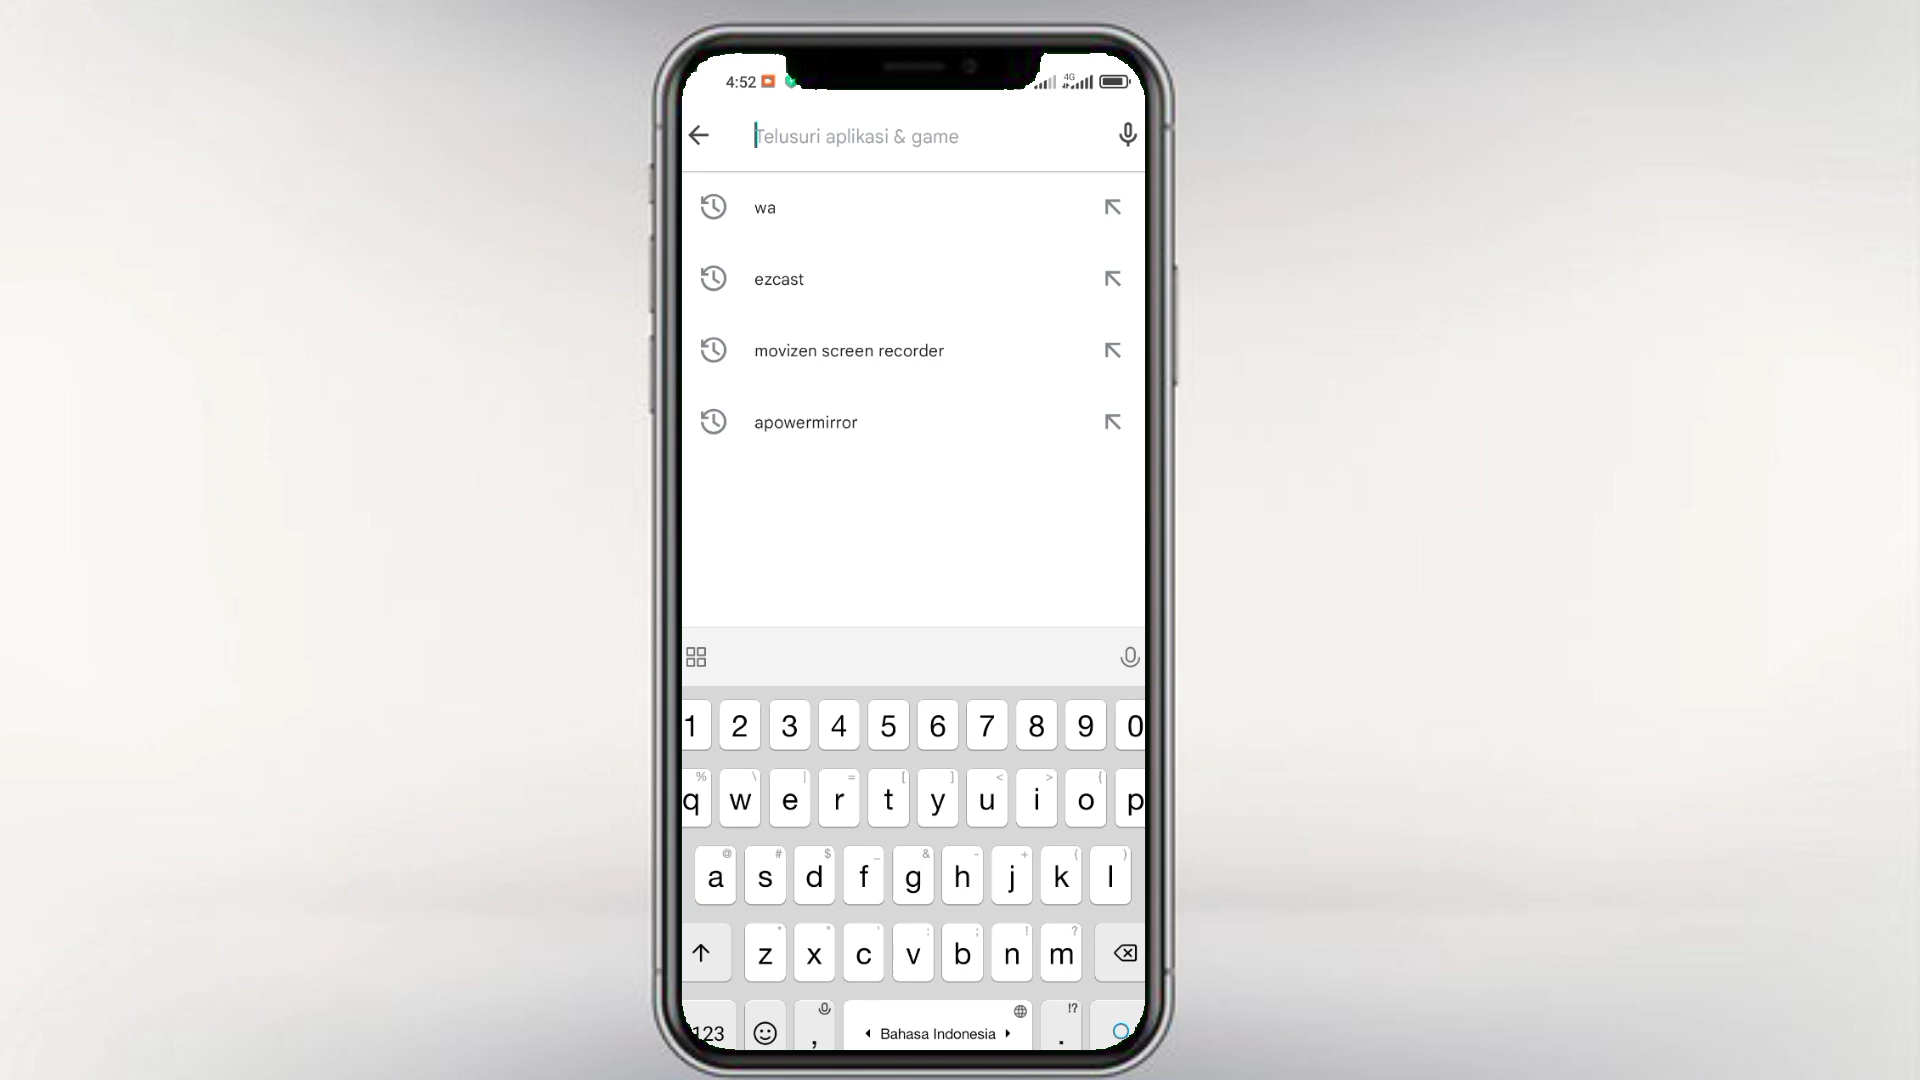 4:52
4G
Telusuri aplikasi & game
wa
ezcast
movizen screen recorder
apowermirror
1 2 3 4 5 6 7 8 9 0
% \ | = [ ] < > {
q w e r t y u i o p
@ # $ _ & - + ( )
a s d f g h j k l
* " ' : ; ! ?
z x c v b n m
!?
123 , Bahasa Indonesia .